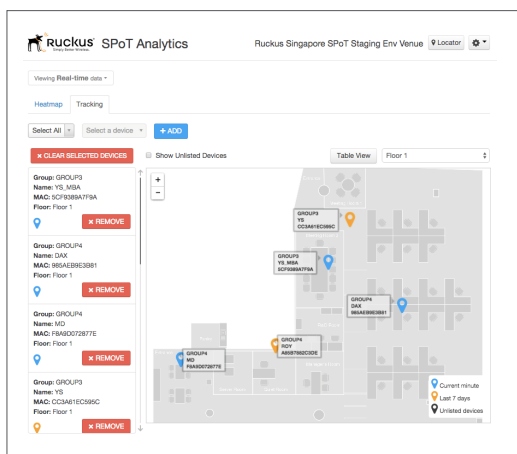 Ruckus SPoT Analytics
Simply Better Wireless.
Ruckus Singapore SPoT Staging Env Venue
Locator
Viewing Real-time data
Heatmap Tracking
Select All Select a device + ADD
× CLEAR SELECTED DEVICES
Show Unlisted Devices
Table View
Floor 1
Group: GROUP3
Name: YS_MBA
MAC: 5CF9389A7F9A
Floor: Floor 1
× REMOVE
Group: GROUP4
Name: DAX
MAC: 985AEB9E3B81
Floor: Floor 1
× REMOVE
Group: GROUP4
Name: MD
MAC: F8A9D072877E
Floor: Floor 1
× REMOVE
Group: GROUP3
Name: YS
MAC: CC3A61EC595C
Floor: Floor 1
× REMOVE
+
−
GROUP3
YS
CC3A61EC595C
GROUP3
YS_MBA
5CF9389A7F9A
GROUP4
DAX
985AEB9E3B81
GROUP4
ROY
A85B7862C3DE
GROUP4
MD
F8A9D072877E
Current minute
Last 7 days
Unlisted devices